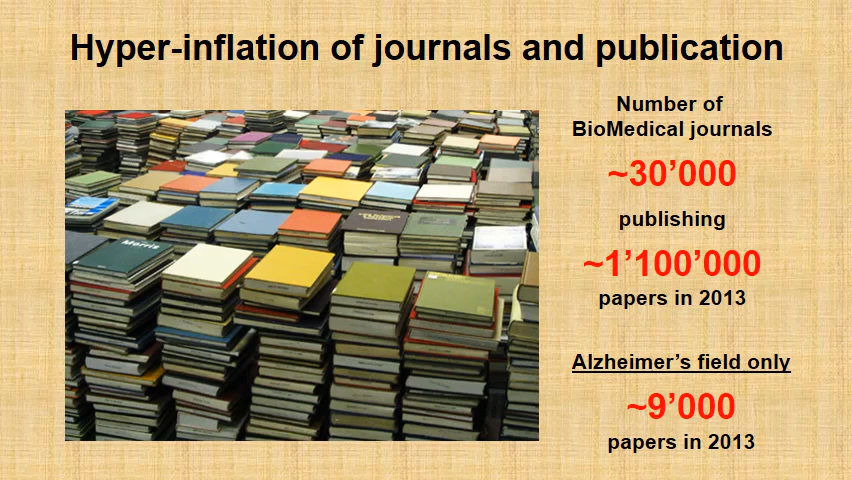 Hyper-inflation of journals and publication
Number of
BioMedical journals
~30’000
publishing
~1’100’000
papers in 2013
Alzheimer’s field only
~9’000
papers in 2013
Morris